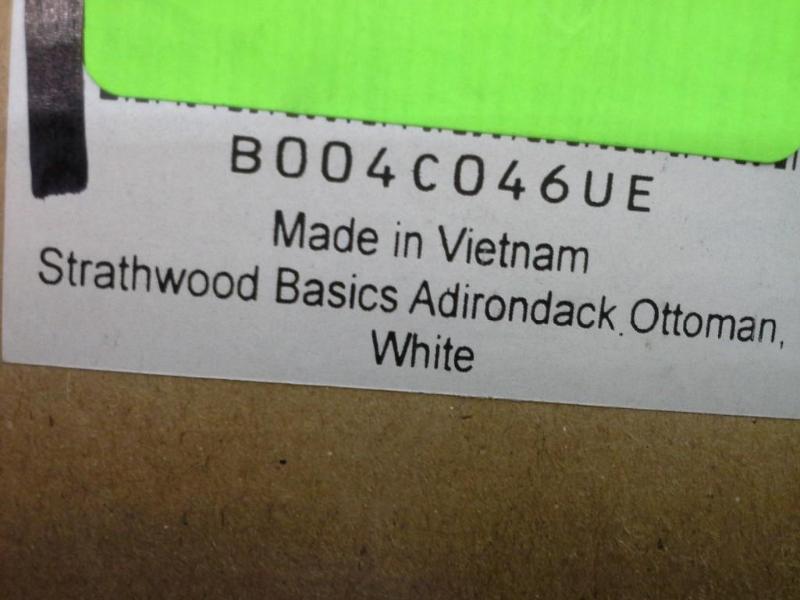 B004C046UE
Made in Vietnam
Strathwood Basics Adirondack Ottoman,
White